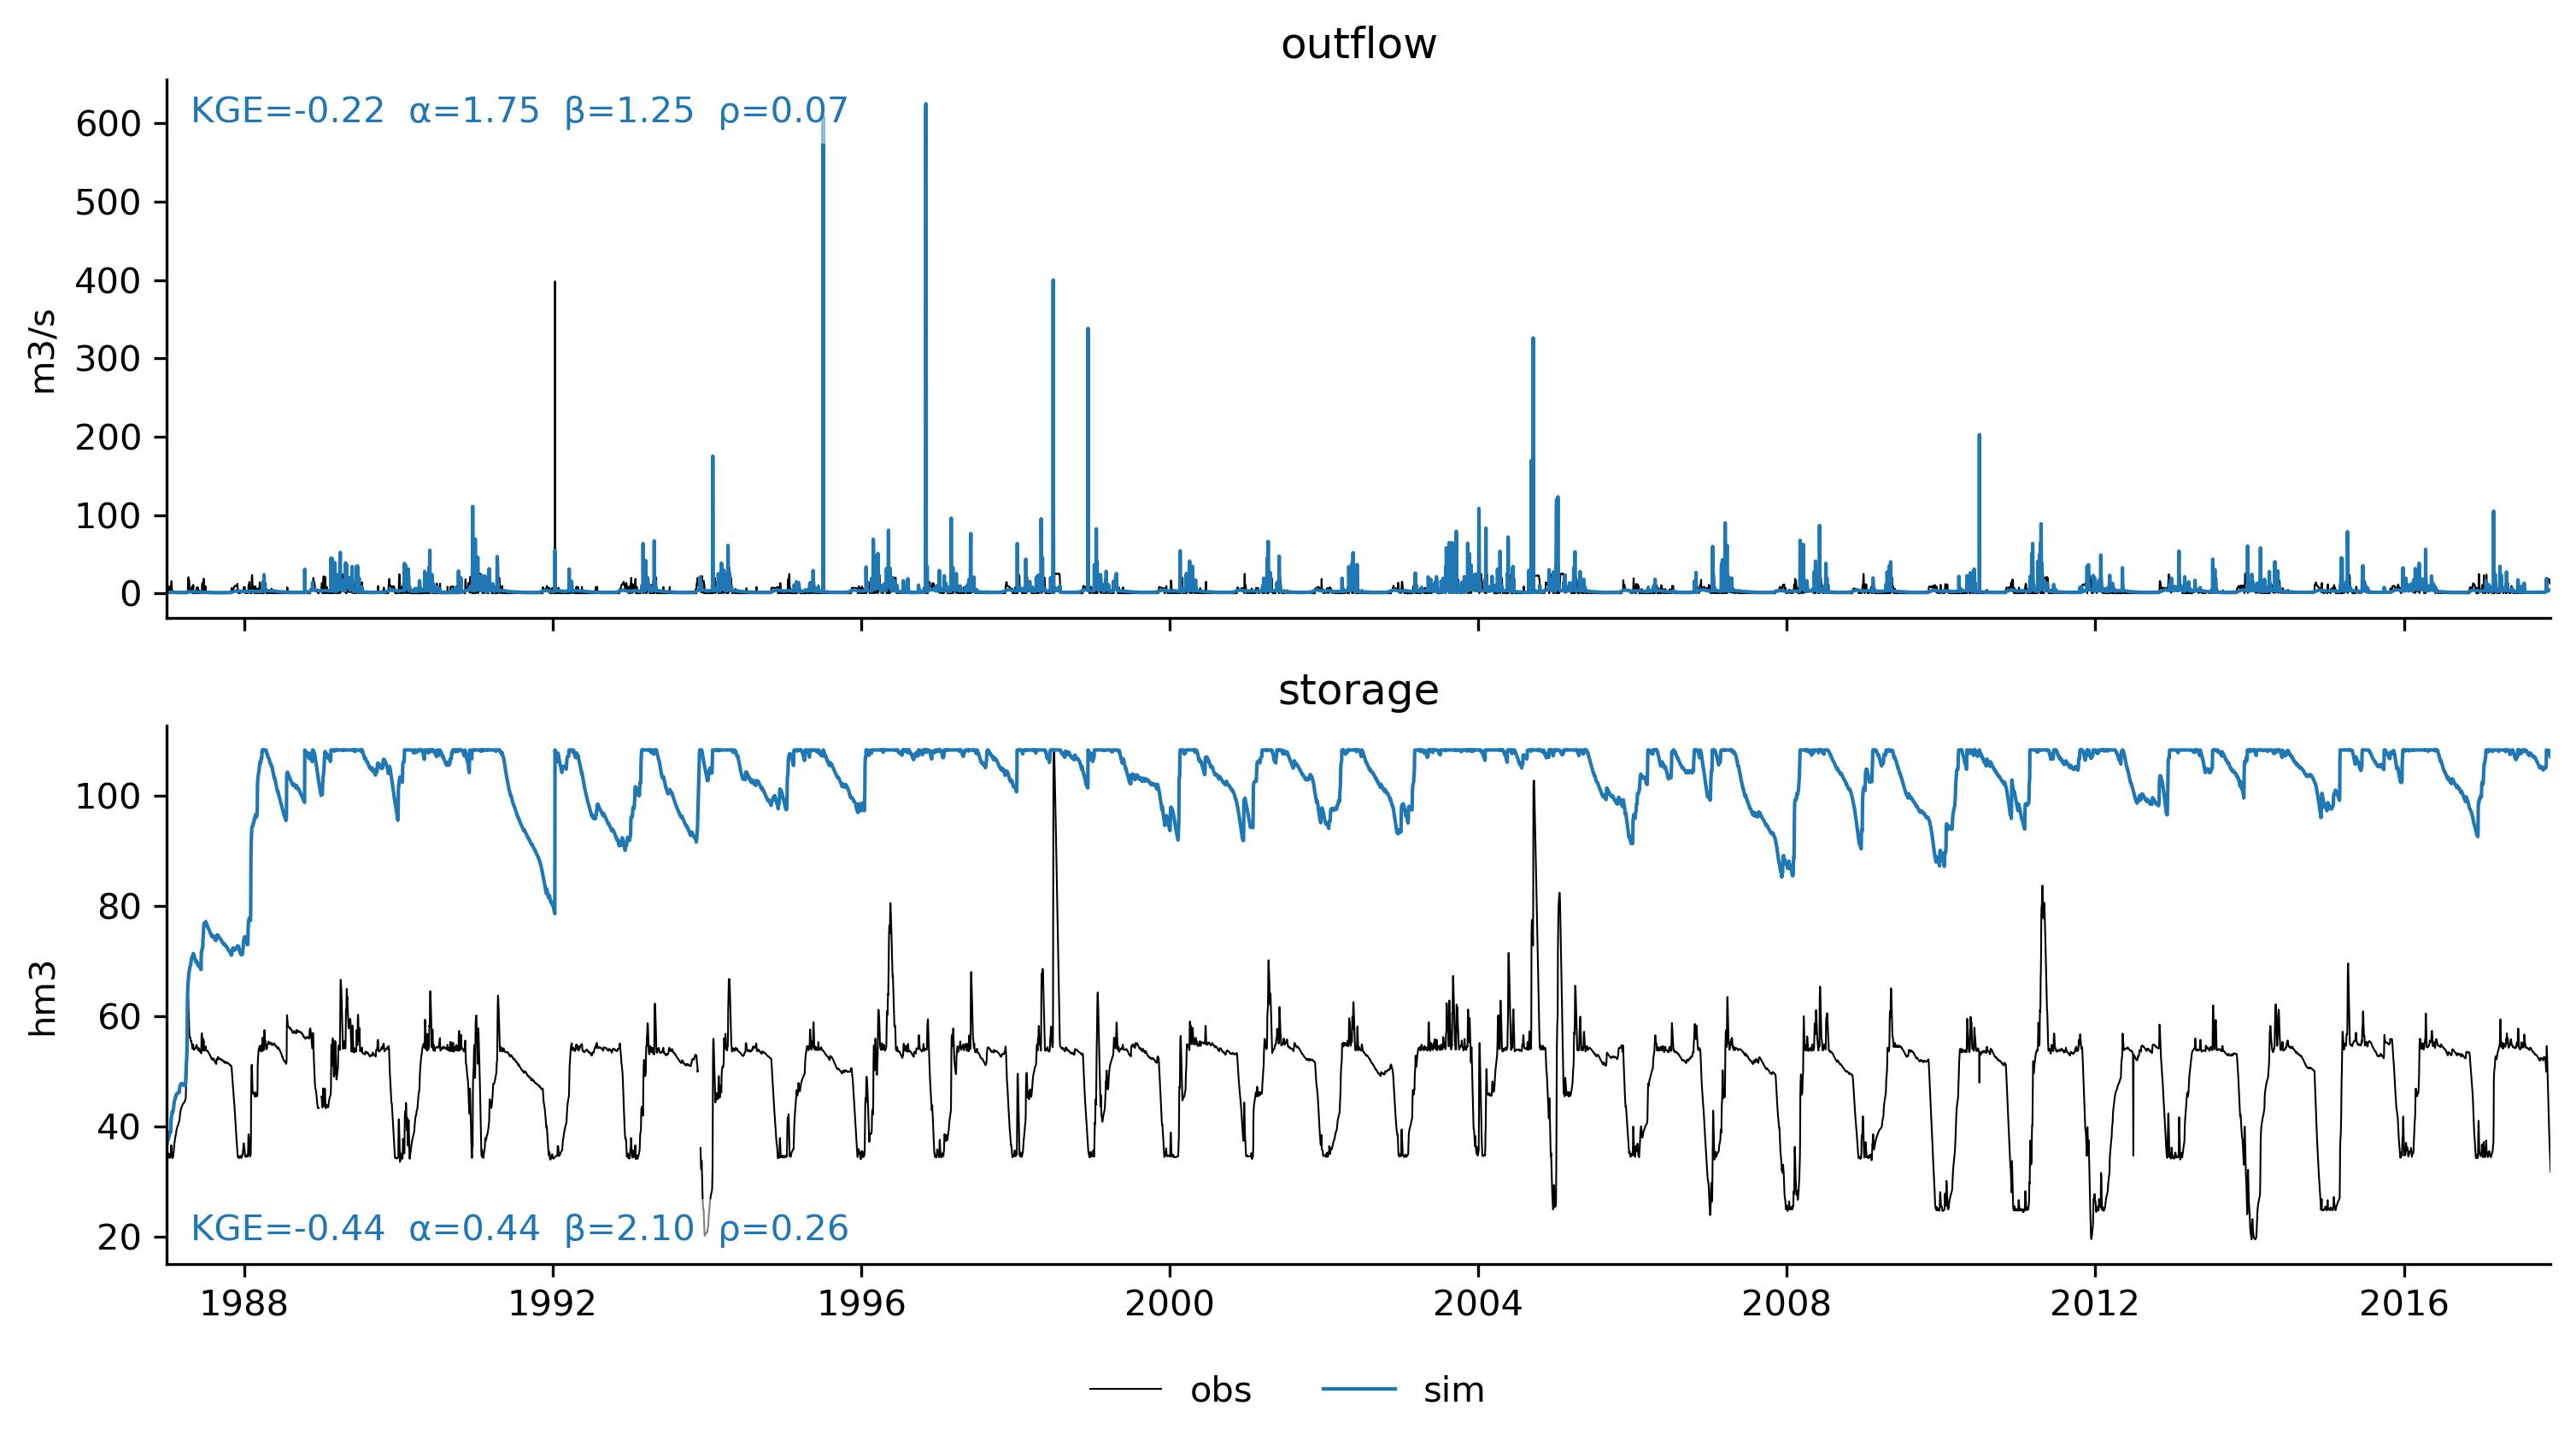 outflow
KGE=-0.22 α=1.75 β=1.25 ρ=0.07
600
500
400
300
200
100
0
m3/s
storage
100
80
60
40
20
hm3
KGE=-0.44 α=0.44 β=2.10 ρ=0.26
1988 1992 1996 2000 2004 2008 2012 2016
obs sim